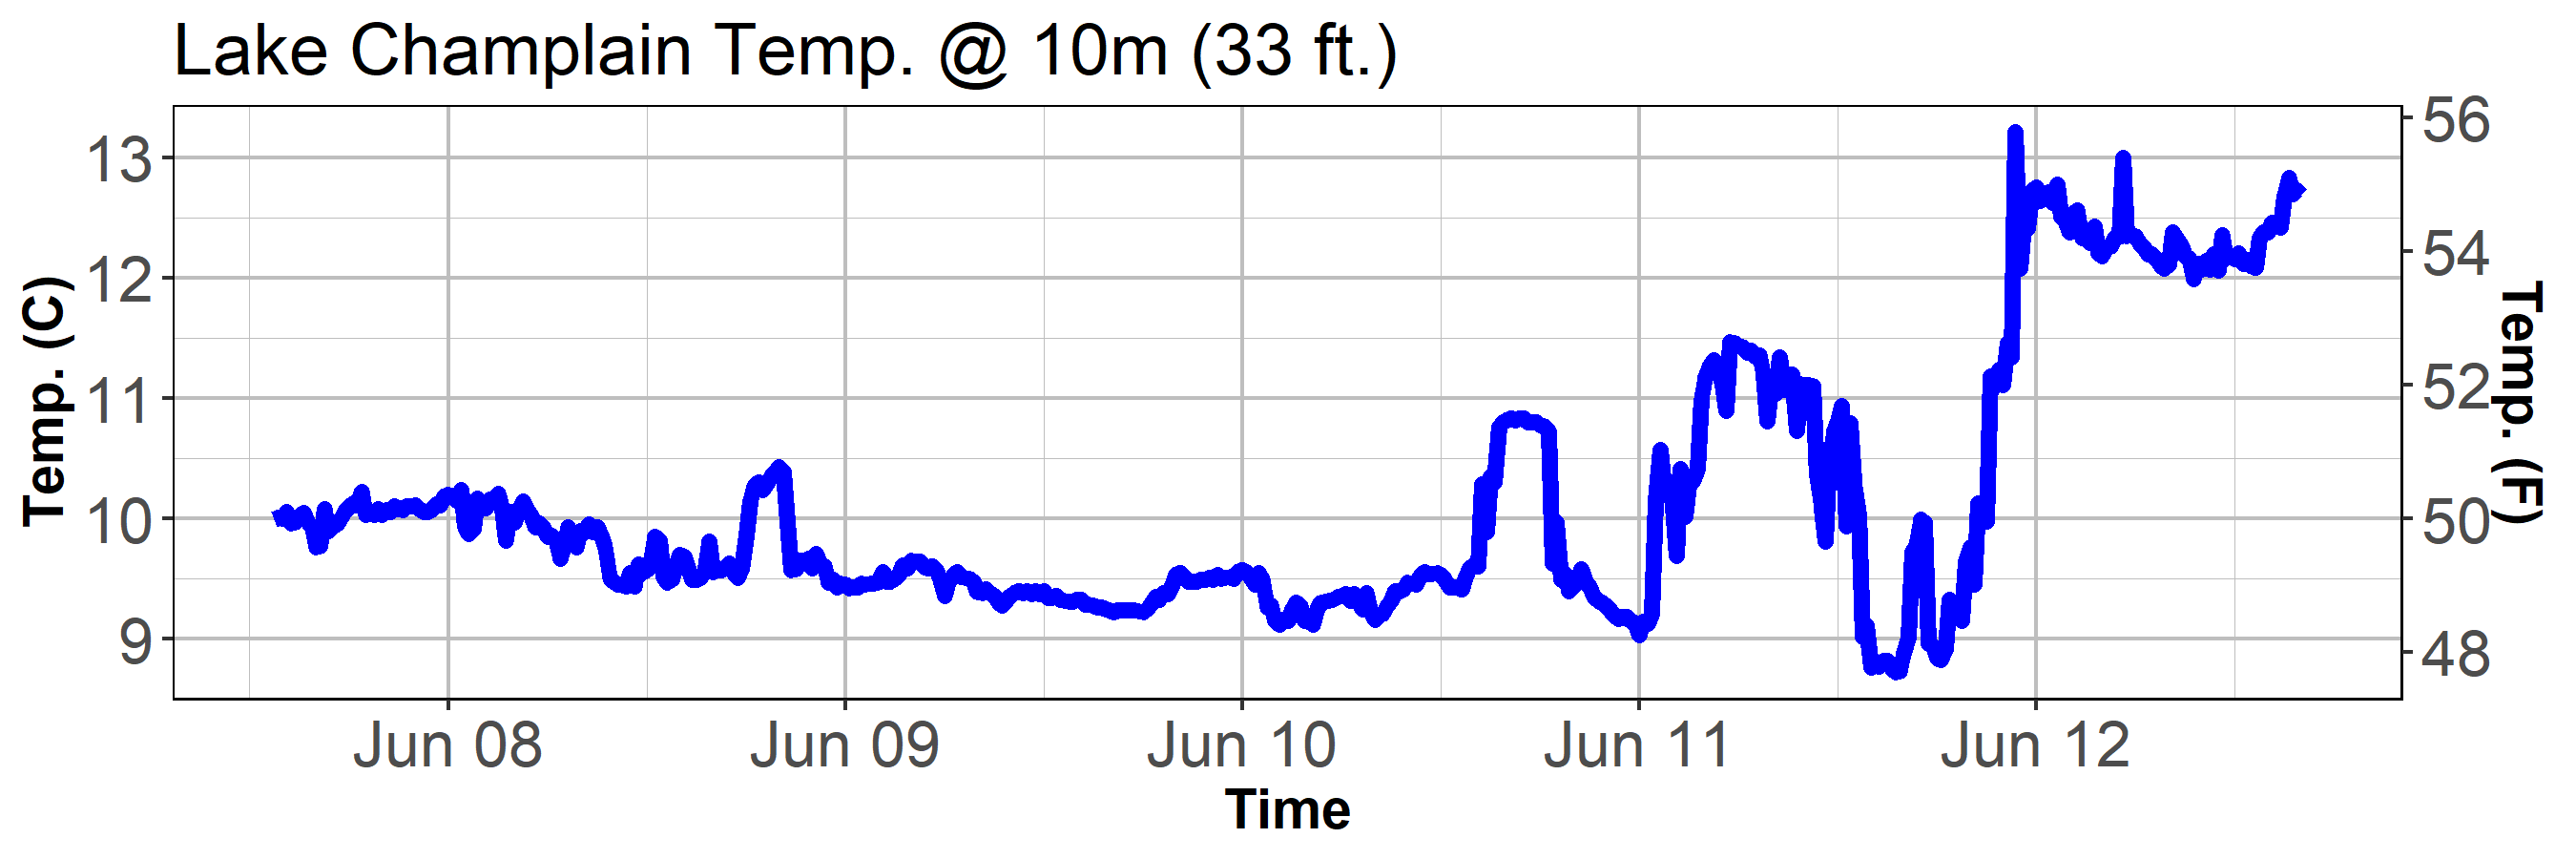 Lake Champlain Temp. @ 10m (33 ft.)
Temp. (C)
13
12
11
10
9
56
54
52
50
48
Temp. (F)
Jun 08 Jun 09 Jun 10 Jun 11 Jun 12
Time